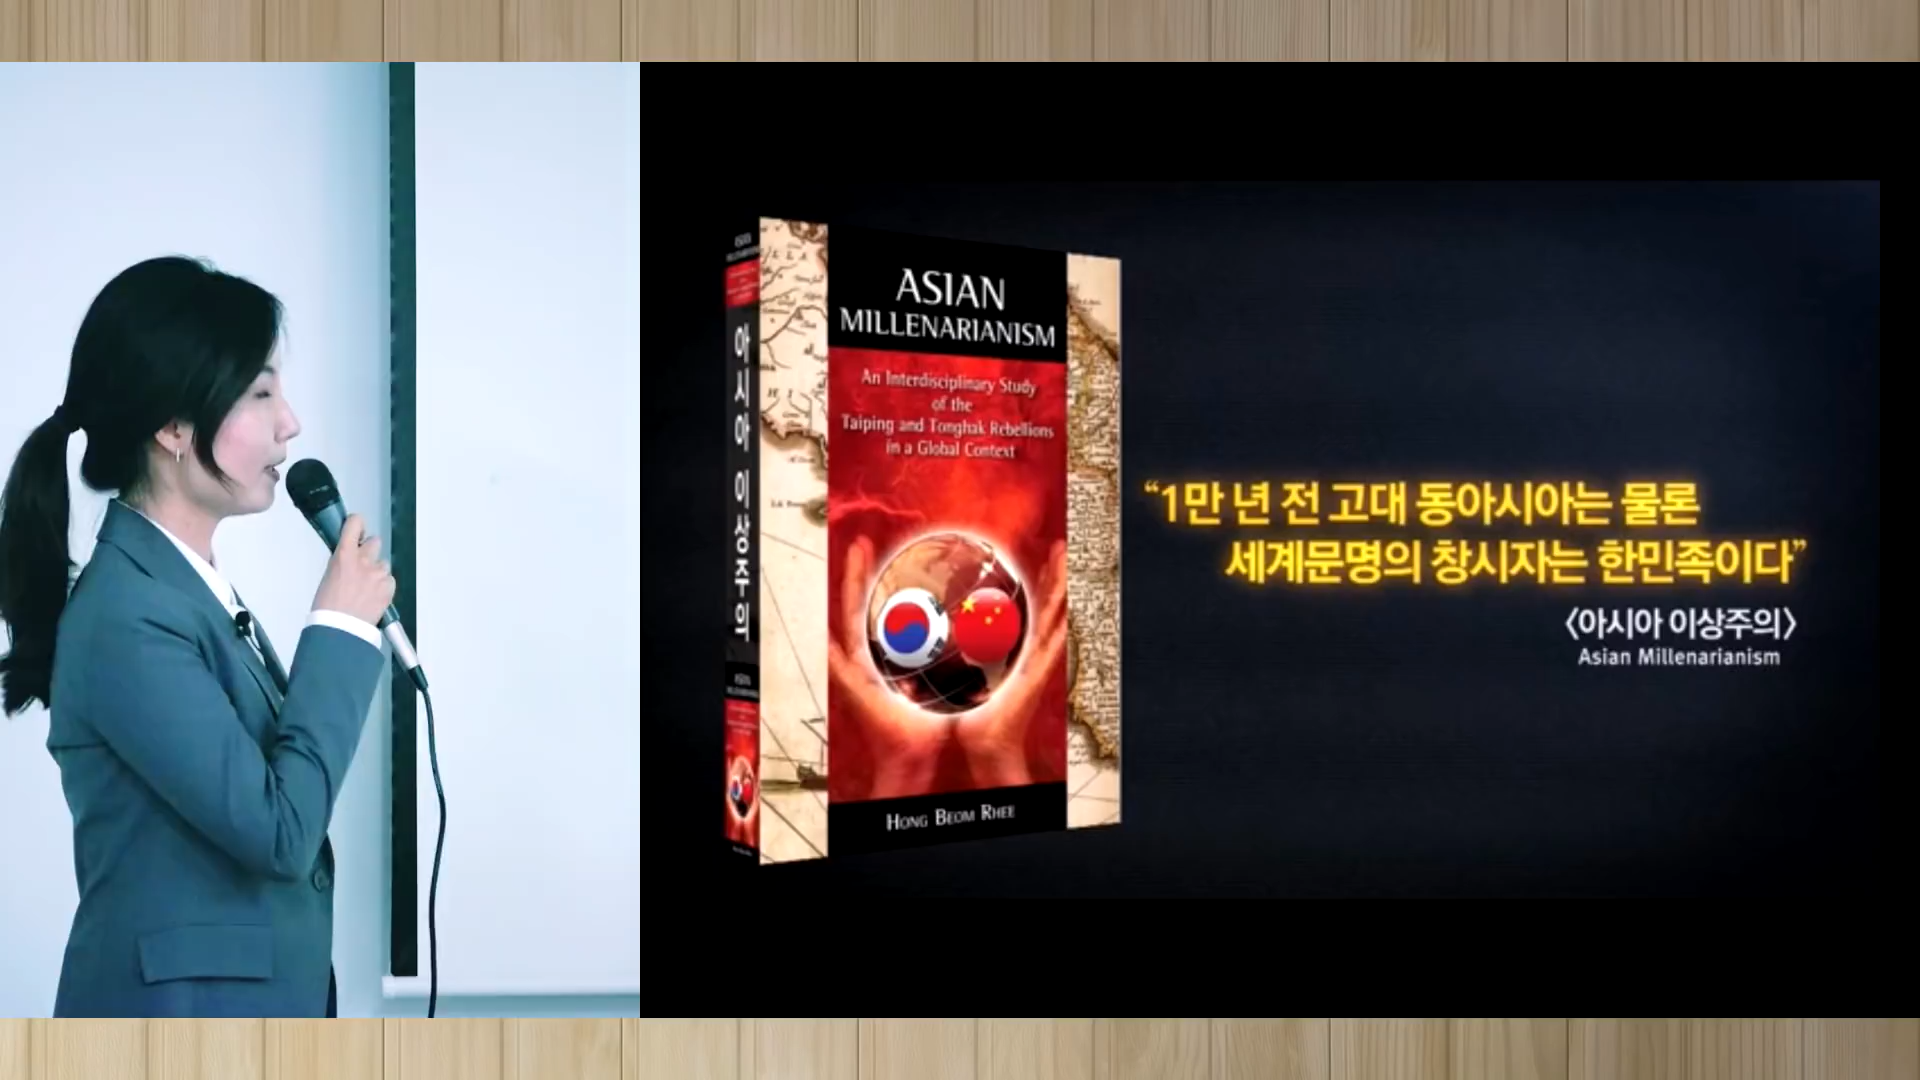 아시아 이상주의
ASIAN
MILLENARIANISM
An Interdisciplinary Study
of the
Taiping and Tonghak Rebellions
in a Global Context
HONG BEOM RHEE
“1만 년 전 고대 동아시아는 물론
세계문명의 창시자는 한민족이다”
<아시아 이상주의>
Asian Millenarianism